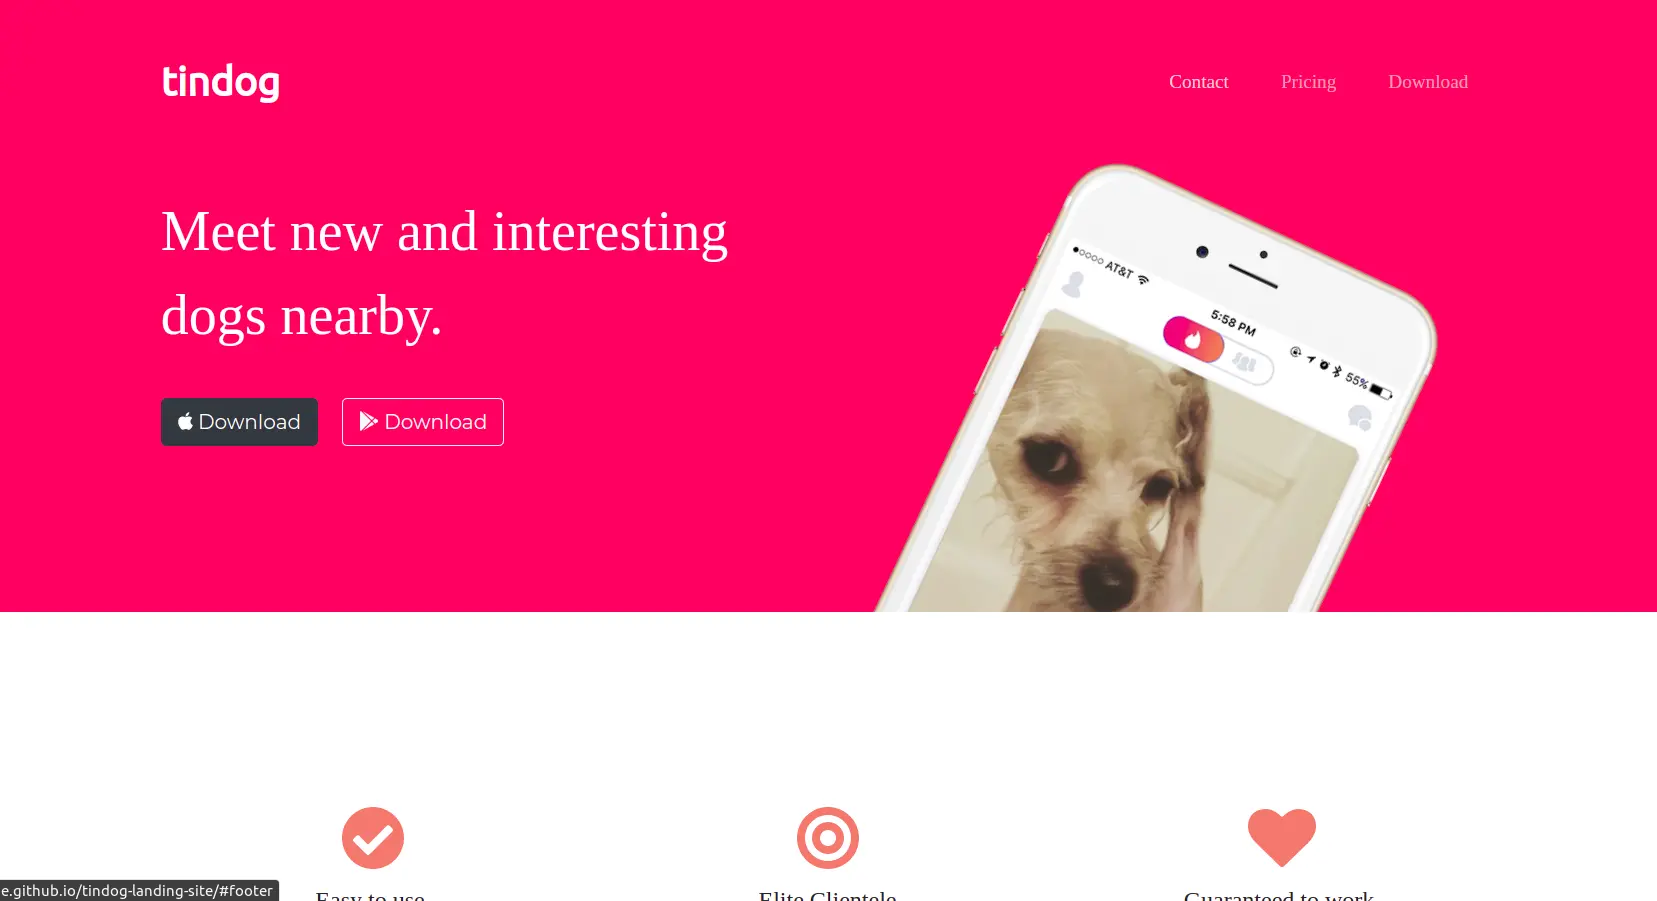 tindog
Contact Pricing Download
Meet new and interesting
dogs nearby.
Download Download
AT&T
5:58 PM
55%
Easy to use
Elite Clientele
Guaranteed to work
e.github.io/tindog-landing-site/#footer